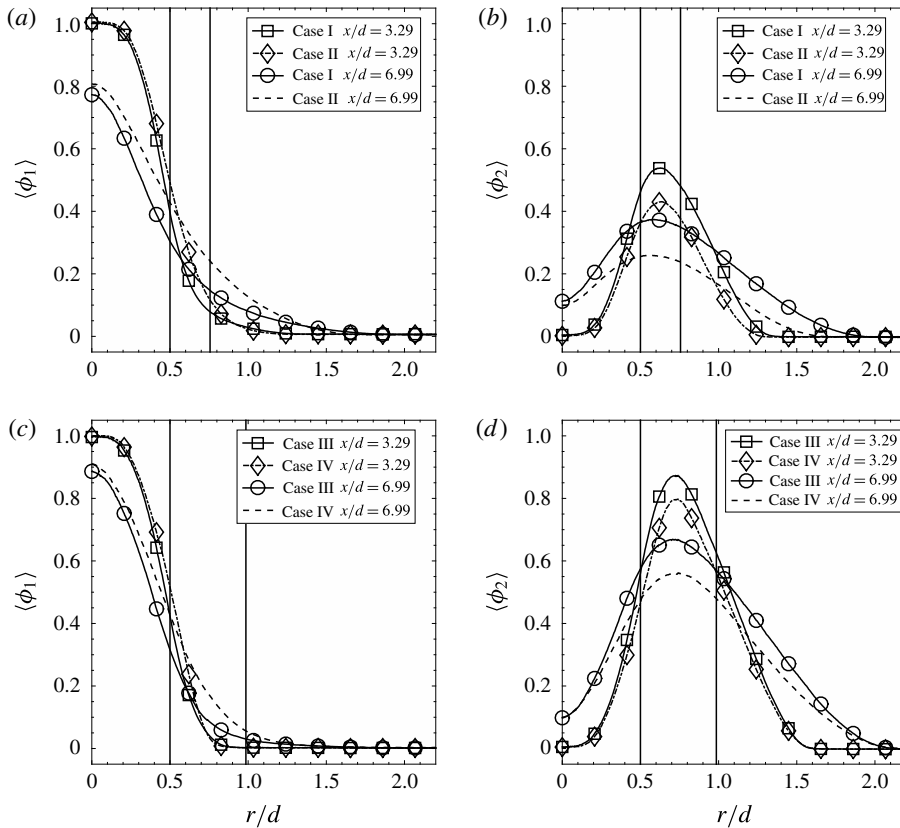 (a)
1.0
0.8
0.6
0.4
0.2
0
⟨ϕ1⟩
Case I x/d = 3.29
Case II x/d = 3.29
Case I x/d = 6.99
Case II x/d = 6.99
0 0.5 1.0 1.5 2.0
(b)
1.0
0.8
0.6
0.4
0.2
0
⟨ϕ2⟩
Case I x/d = 3.29
Case II x/d = 3.29
Case I x/d = 6.99
Case II x/d = 6.99
0 0.5 1.0 1.5 2.0
(c)
1.0
0.8
0.6
0.4
0.2
0
⟨ϕ1⟩
Case III x/d = 3.29
Case IV x/d = 3.29
Case III x/d = 6.99
Case IV x/d = 6.99
0 0.5 1.0 1.5 2.0
r/d
(d)
1.0
0.8
0.6
0.4
0.2
0
⟨ϕ2⟩
Case III x/d = 3.29
Case IV x/d = 3.29
Case III x/d = 6.99
Case IV x/d = 6.99
0 0.5 1.0 1.5 2.0
r/d